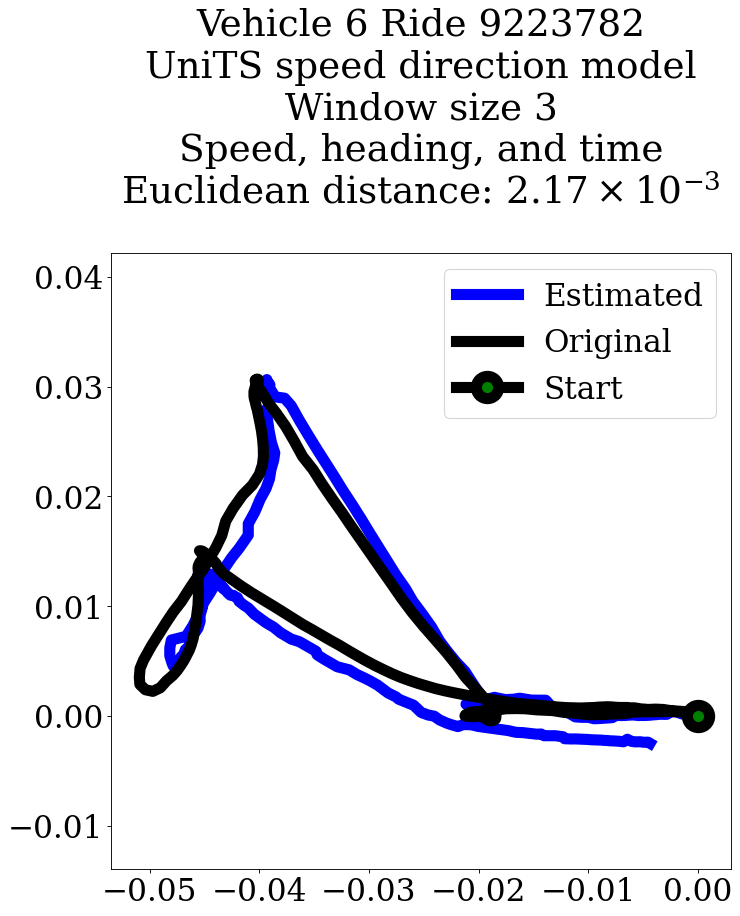 Vehicle 6 Ride 9223782
UniTS speed direction model
Window size 3
Speed, heading, and time
Euclidean distance: 2.17 × 10⁻³
Estimated
Original
Start
0.04
0.03
0.02
0.01
0.00
−0.01
−0.05 −0.04 −0.03 −0.02 −0.01 0.00